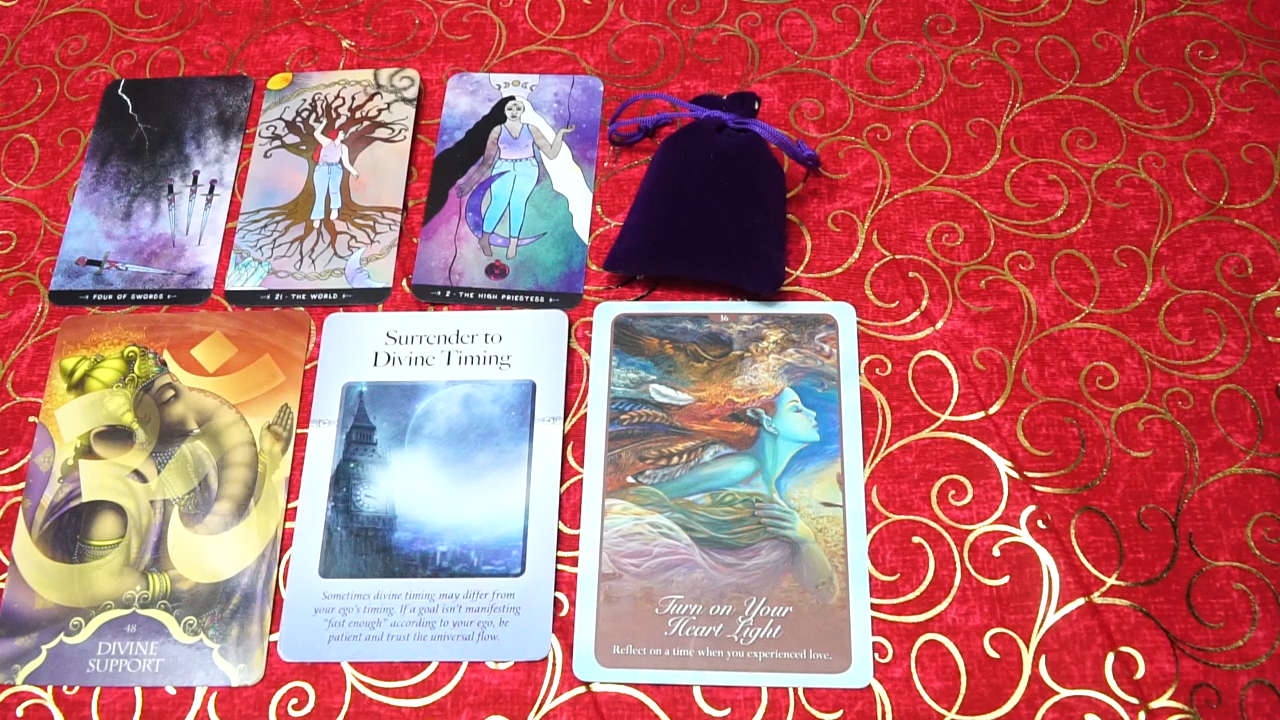 FOUR OF SWORDS
21 · THE WORLD
2 · THE HIGH PRIESTESS
48
DIVINE
SUPPORT
Surrender to
Divine Timing
Sometimes divine timing may differ from
your ego's timing. If a goal isn't manifesting
"fast enough" according to your ego, be
patient and trust the universal flow.
36
Turn on Your
Heart Light
Reflect on a time when you experienced love.